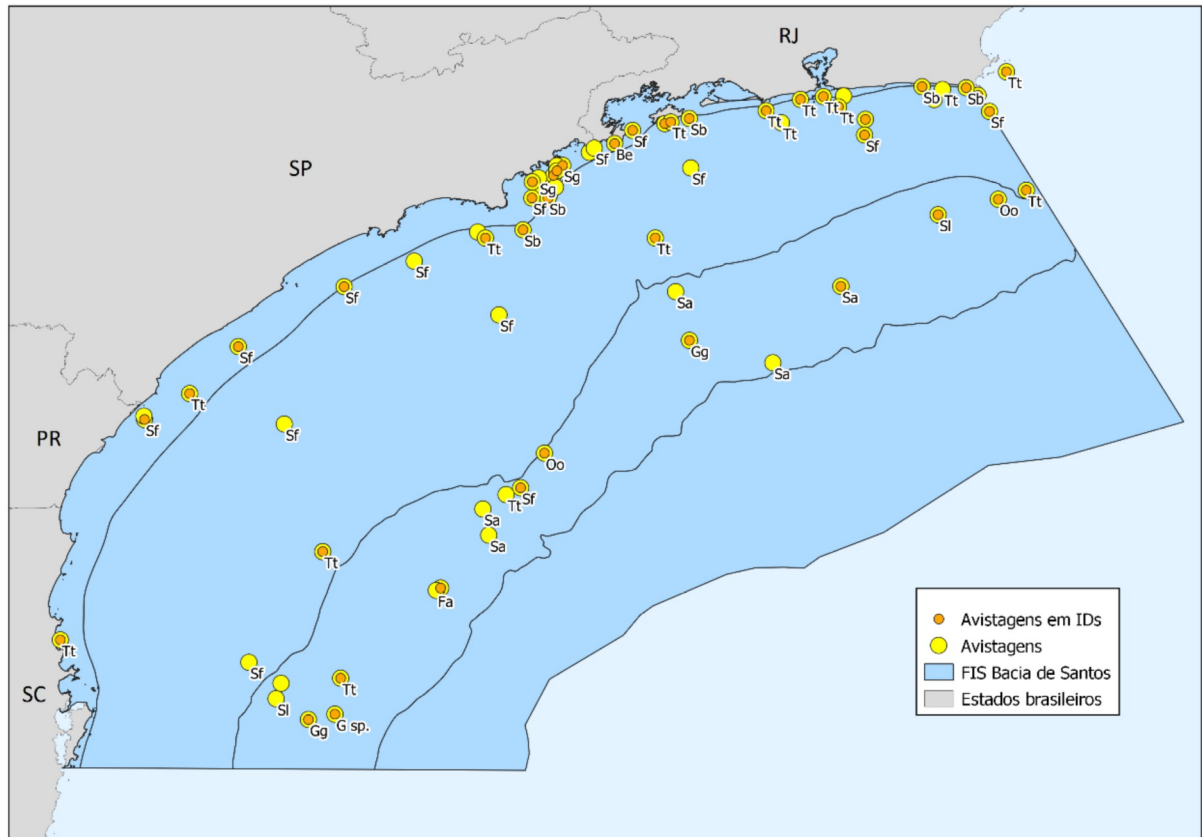 RJ
Tt
Sb
Tt
Sb
Tt
Tt
Tt
Sf
Tt
Sb
Tt
Tt
Sf
Sf
Be
Sf
SP
Sg
Sf
Sg
Tt
Sf
Sb
Oo
Sl
Sb
Tt
Tt
Sf
Sf
Sa
Sa
Sf
Gg
Sf
Sa
Tt
Sf
Sf
PR
Oo
Sf
Tt
Sa
Sa
Tt
Fa
Avistagens em IDs
Tt
Avistagens
Sf
FIS Bacia de Santos
Tt
SC
Estados brasileiros
Sl
G sp.
Gg